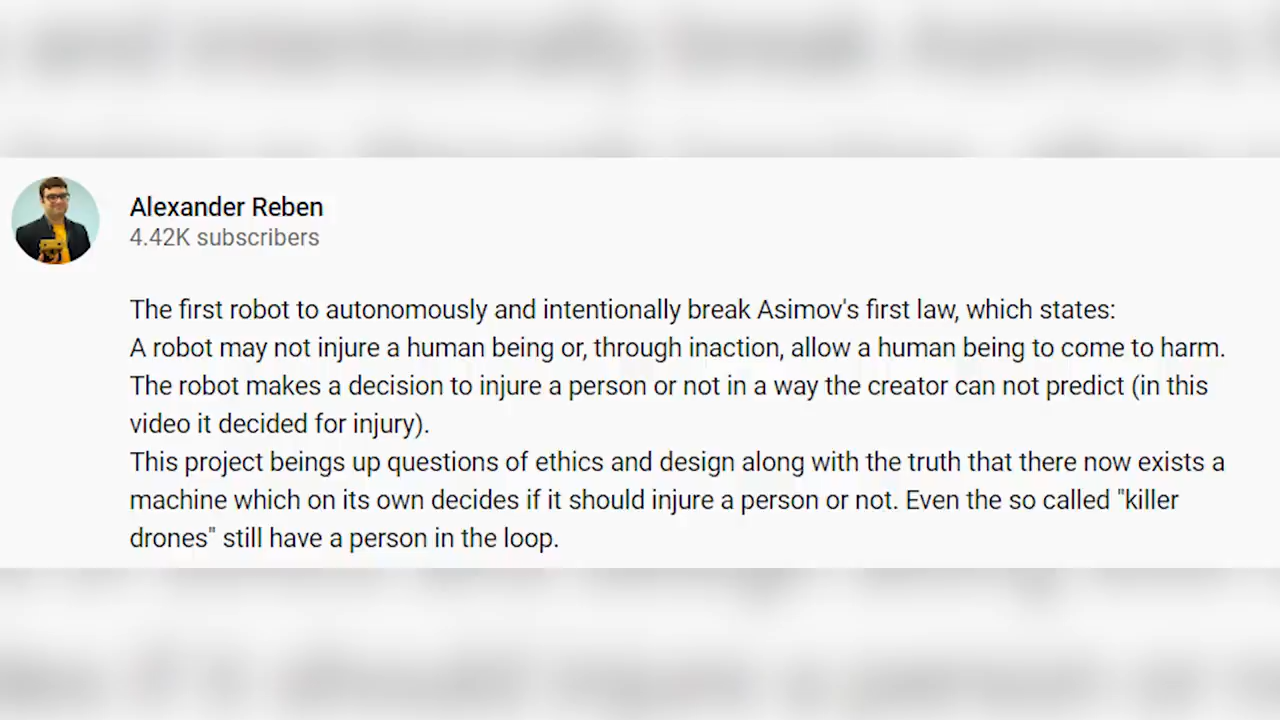 Alexander Reben
4.42K subscribers
The first robot to autonomously and intentionally break Asimov's first law, which states:
A robot may not injure a human being or, through inaction, allow a human being to come to harm.
The robot makes a decision to injure a person or not in a way the creator can not predict (in this
video it decided for injury).
This project beings up questions of ethics and design along with the truth that there now exists a
machine which on its own decides if it should injure a person or not. Even the so called "killer
drones" still have a person in the loop.